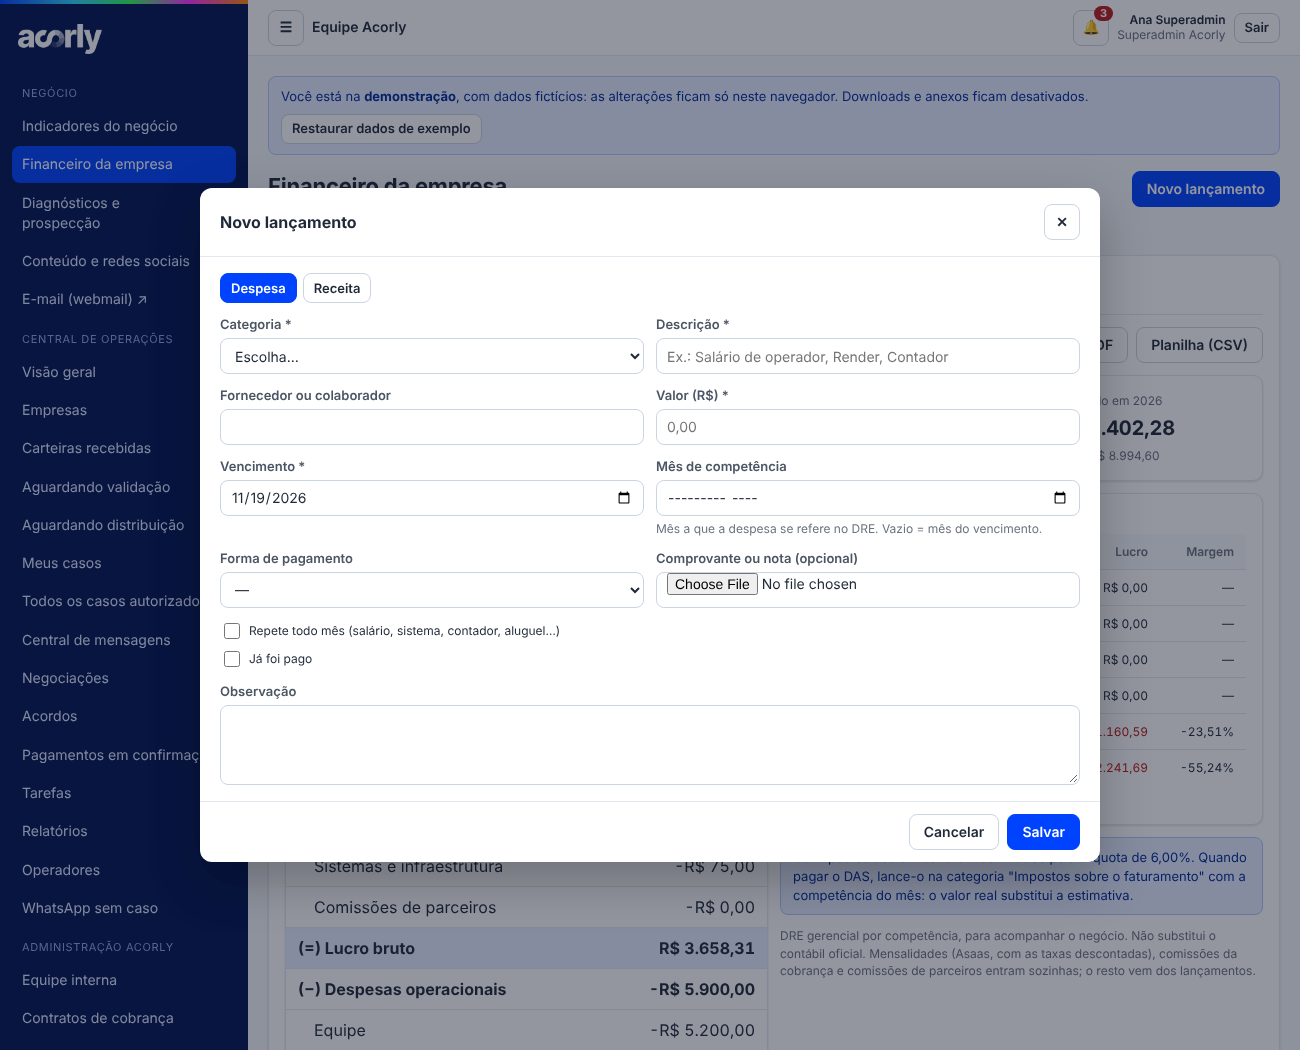 acorly
☰
Equipe Acorly
3
Ana Superadmin
Superadmin Acorly
Sair
NEGÓCIO
Indicadores do negócio
Financeiro da empresa
Diagnósticos e
prospecção
Conteúdo e redes sociais
E-mail (webmail) ↗
CENTRAL DE OPERAÇÕES
Visão geral
Empresas
Carteiras recebidas
Aguardando validação
Aguardando distribuição
Meus casos
Todos os casos autorizado
Central de mensagens
Negociações
Acordos
Pagamentos em confirmaç
Tarefas
Relatórios
Operadores
WhatsApp sem caso
ADMINISTRAÇÃO ACORLY
Equipe interna
Contratos de cobrança
Você está na demonstração, com dados fictícios: as alterações ficam só neste navegador. Downloads e anexos ficam desativados.
Restaurar dados de exemplo
Financeiro da empresa
Novo lançamento
Novo lançamento
×
Despesa
Receita
Categoria *
Escolha...
Descrição *
Ex.: Salário de operador, Render, Contador
Fornecedor ou colaborador
Valor (R$) *
0,00
Vencimento *
11/19/2026
Mês de competência
--------- ----
Mês a que a despesa se refere no DRE. Vazio = mês do vencimento.
Forma de pagamento
—
Comprovante ou nota (opcional)
Choose File No file chosen
Repete todo mês (salário, sistema, contador, aluguel...)
Já foi pago
Observação
Cancelar
Salvar
DF
Planilha (CSV)
o em 2026
.402,28
$ 8.994,60
Lucro Margem
R$ 0,00 —
R$ 0,00 —
R$ 0,00 —
R$ 0,00 —
.160,59 -23,51%
2.241,69 -55,24%
Sistemas e infraestrutura -R$ 75,00
Comissões de parceiros -R$ 0,00
(=) Lucro bruto R$ 3.658,31
(−) Despesas operacionais -R$ 5.900,00
Equipe -R$ 5.200,00
quota de 6,00%. Quando
pagar o DAS, lance-o na categoria "Impostos sobre o faturamento" com a
competência do mês: o valor real substitui a estimativa.
DRE gerencial por competência, para acompanhar o negócio. Não substitui o
contábil oficial. Mensalidades (Asaas, com as taxas descontadas), comissões da
cobrança e comissões de parceiros entram sozinhas; o resto vem dos lançamentos.